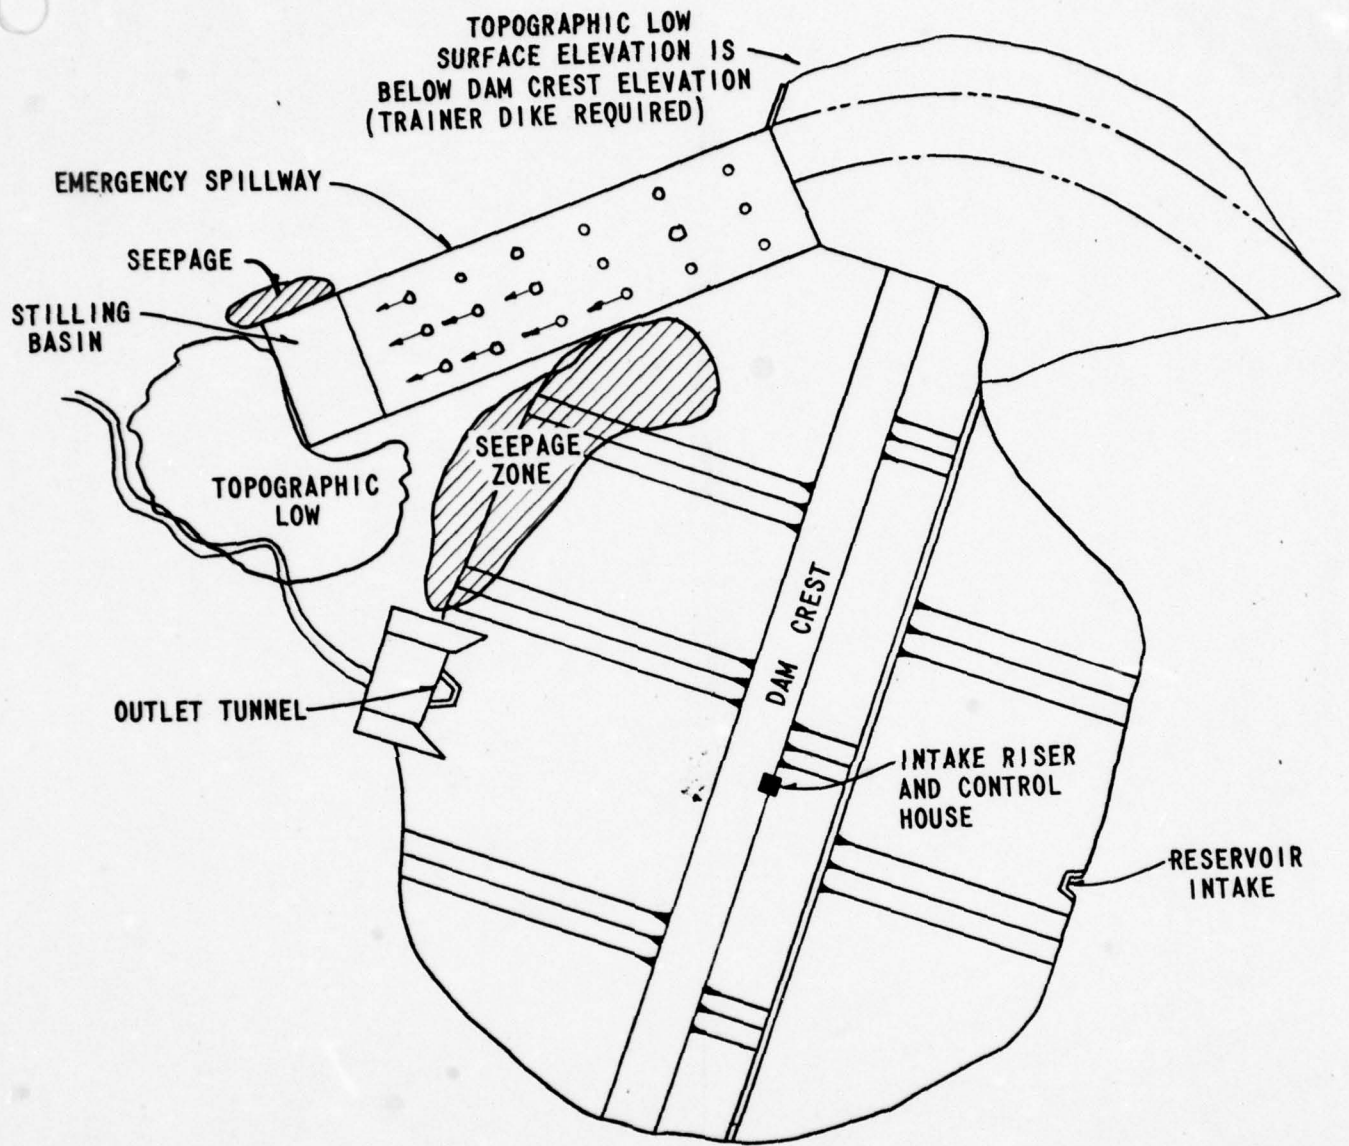 TOPOGRAPHIC LOW
SURFACE ELEVATION IS
BELOW DAM CREST ELEVATION
(TRAINER DIKE REQUIRED)
EMERGENCY SPILLWAY
SEEPAGE
STILLING
BASIN
SEEPAGE
ZONE
TOPOGRAPHIC
LOW
DAM CREST
OUTLET TUNNEL
INTAKE RISER
AND CONTROL
HOUSE
RESERVOIR
INTAKE